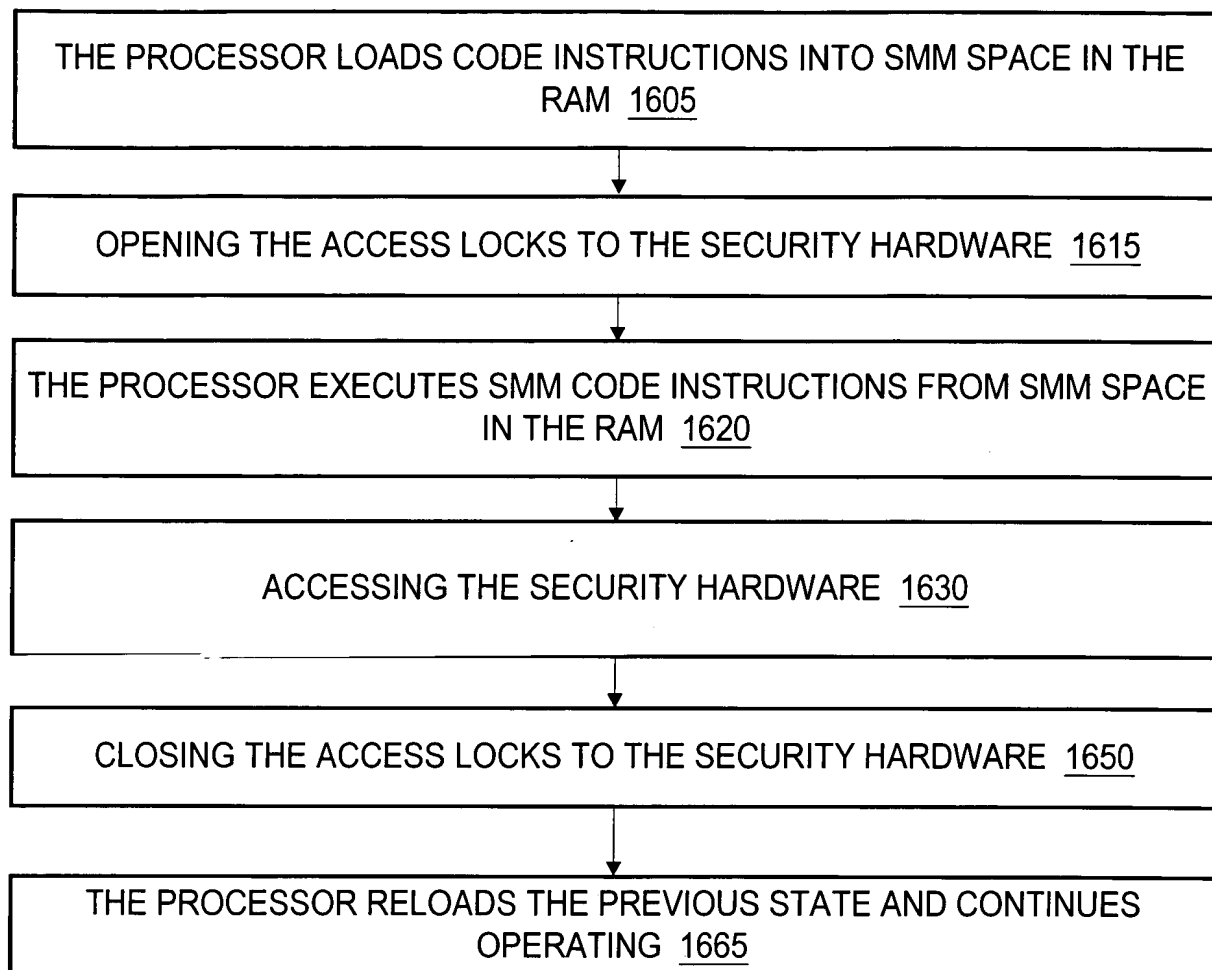 THE PROCESSOR LOADS CODE INSTRUCTIONS INTO SMM SPACE IN THE
RAM 1605
OPENING THE ACCESS LOCKS TO THE SECURITY HARDWARE 1615
THE PROCESSOR EXECUTES SMM CODE INSTRUCTIONS FROM SMM SPACE
IN THE RAM 1620
ACCESSING THE SECURITY HARDWARE 1630
CLOSING THE ACCESS LOCKS TO THE SECURITY HARDWARE 1650
THE PROCESSOR RELOADS THE PREVIOUS STATE AND CONTINUES
OPERATING 1665